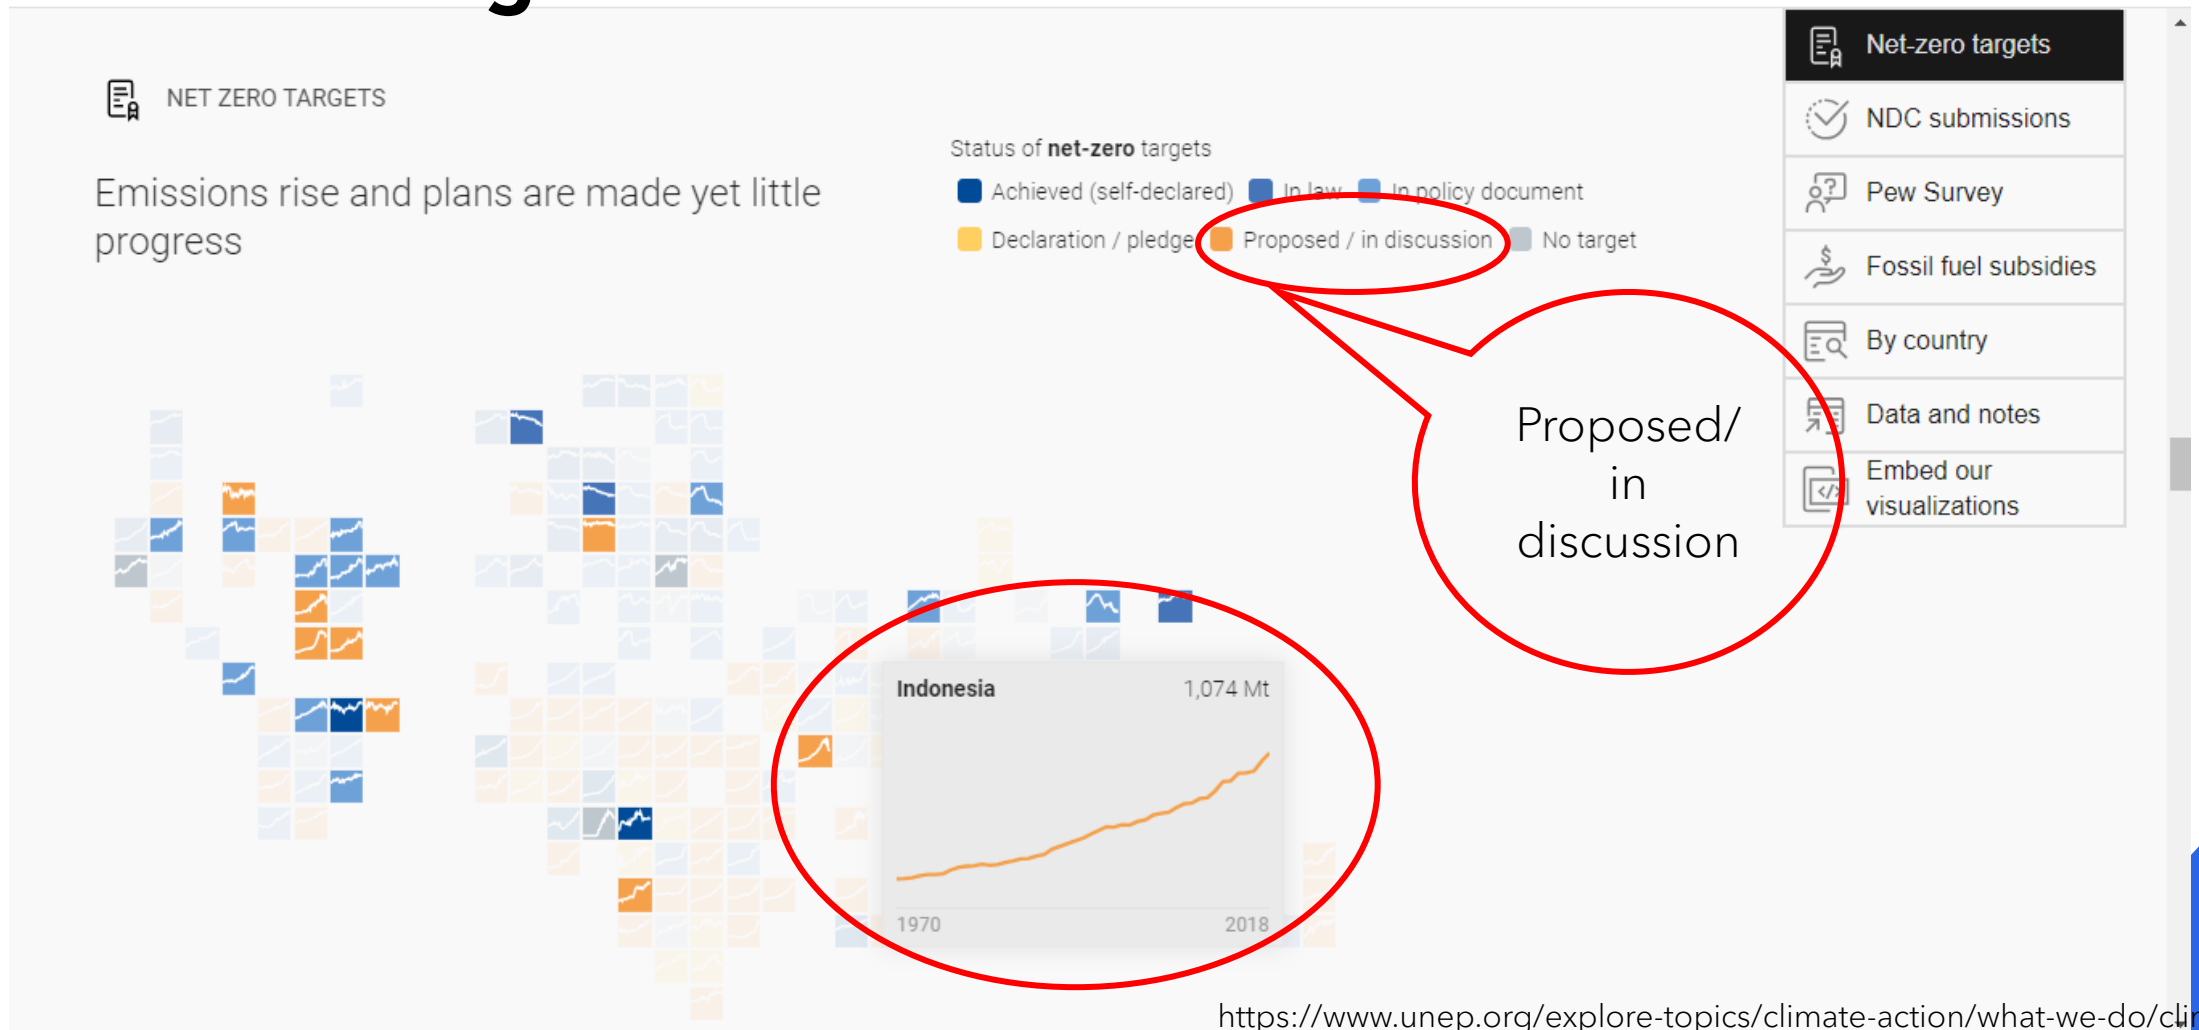 NET ZERO TARGETS
Emissions rise and plans are made yet little
progress
Status of net-zero targets
Achieved (self-declared) In law In policy document
Declaration / pledge Proposed / in discussion No target
Net-zero targets
NDC submissions
Pew Survey
Fossil fuel subsidies
By country
Data and notes
Embed our
visualizations
Proposed/
in
discussion
Indonesia 1,074 Mt
1970 2018
https://www.unep.org/explore-topics/climate-action/what-we-do/cli